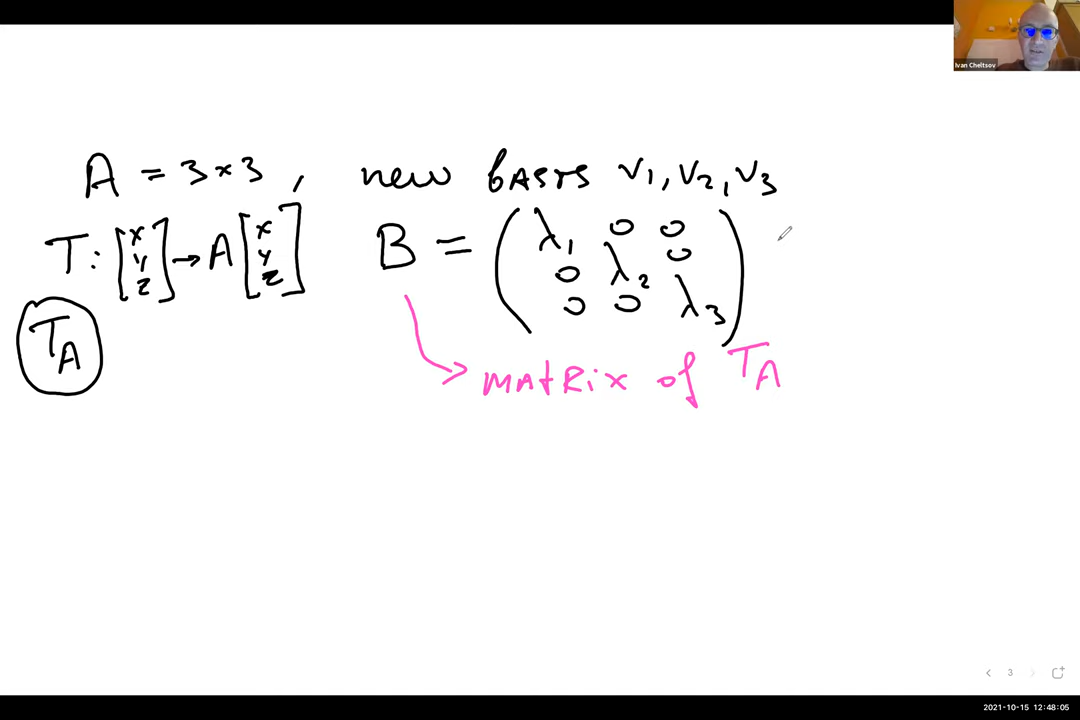 Ivan Cheltsov
A = 3×3, new basis v1, v2, v3
T: [x y z] → A [x y z]
B = (λ1 0 0
0 λ2 0
0 0 λ3)
TA
matrix of TA
3
2021-10-15 12:48:05